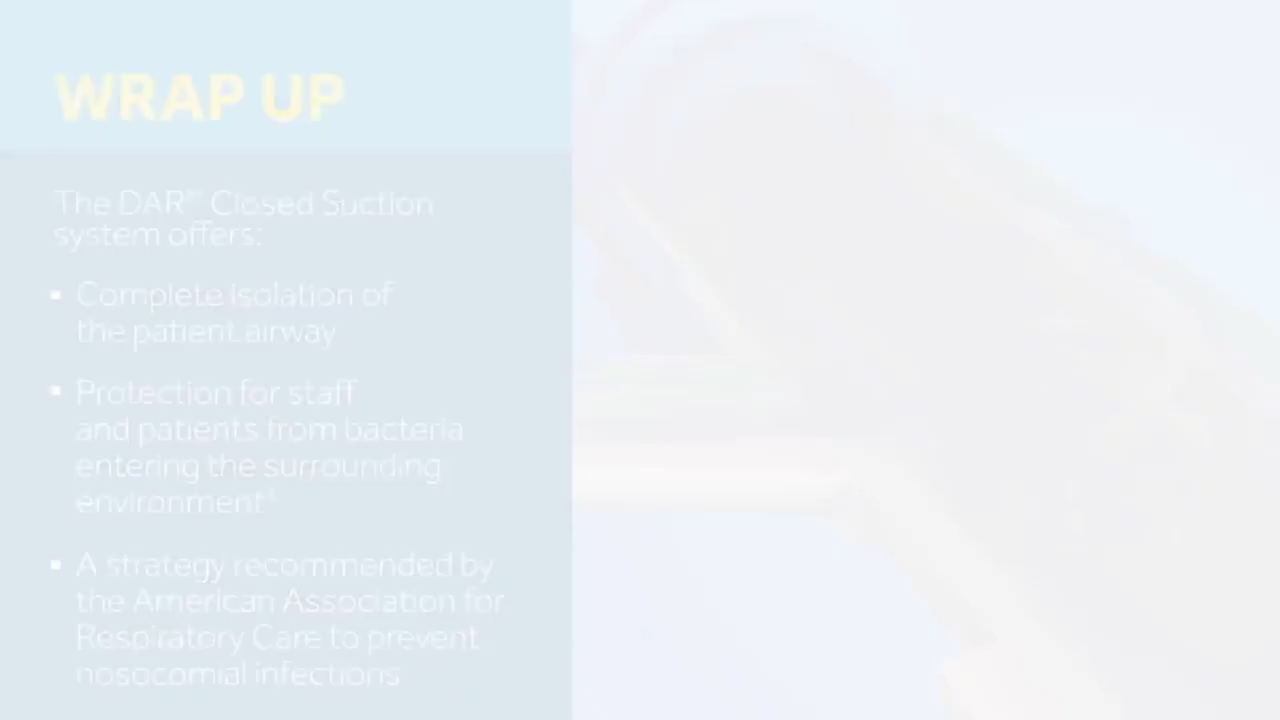 WRAP UP
The DAR™ Closed Suction
system offers:
▪ Complete isolation of
the patient airway
▪ Protection for staff
and patients from bacteria
entering the surrounding
environment
▪ A strategy recommended by
the American Association for
Respiratory Care to prevent
nosocomial infections